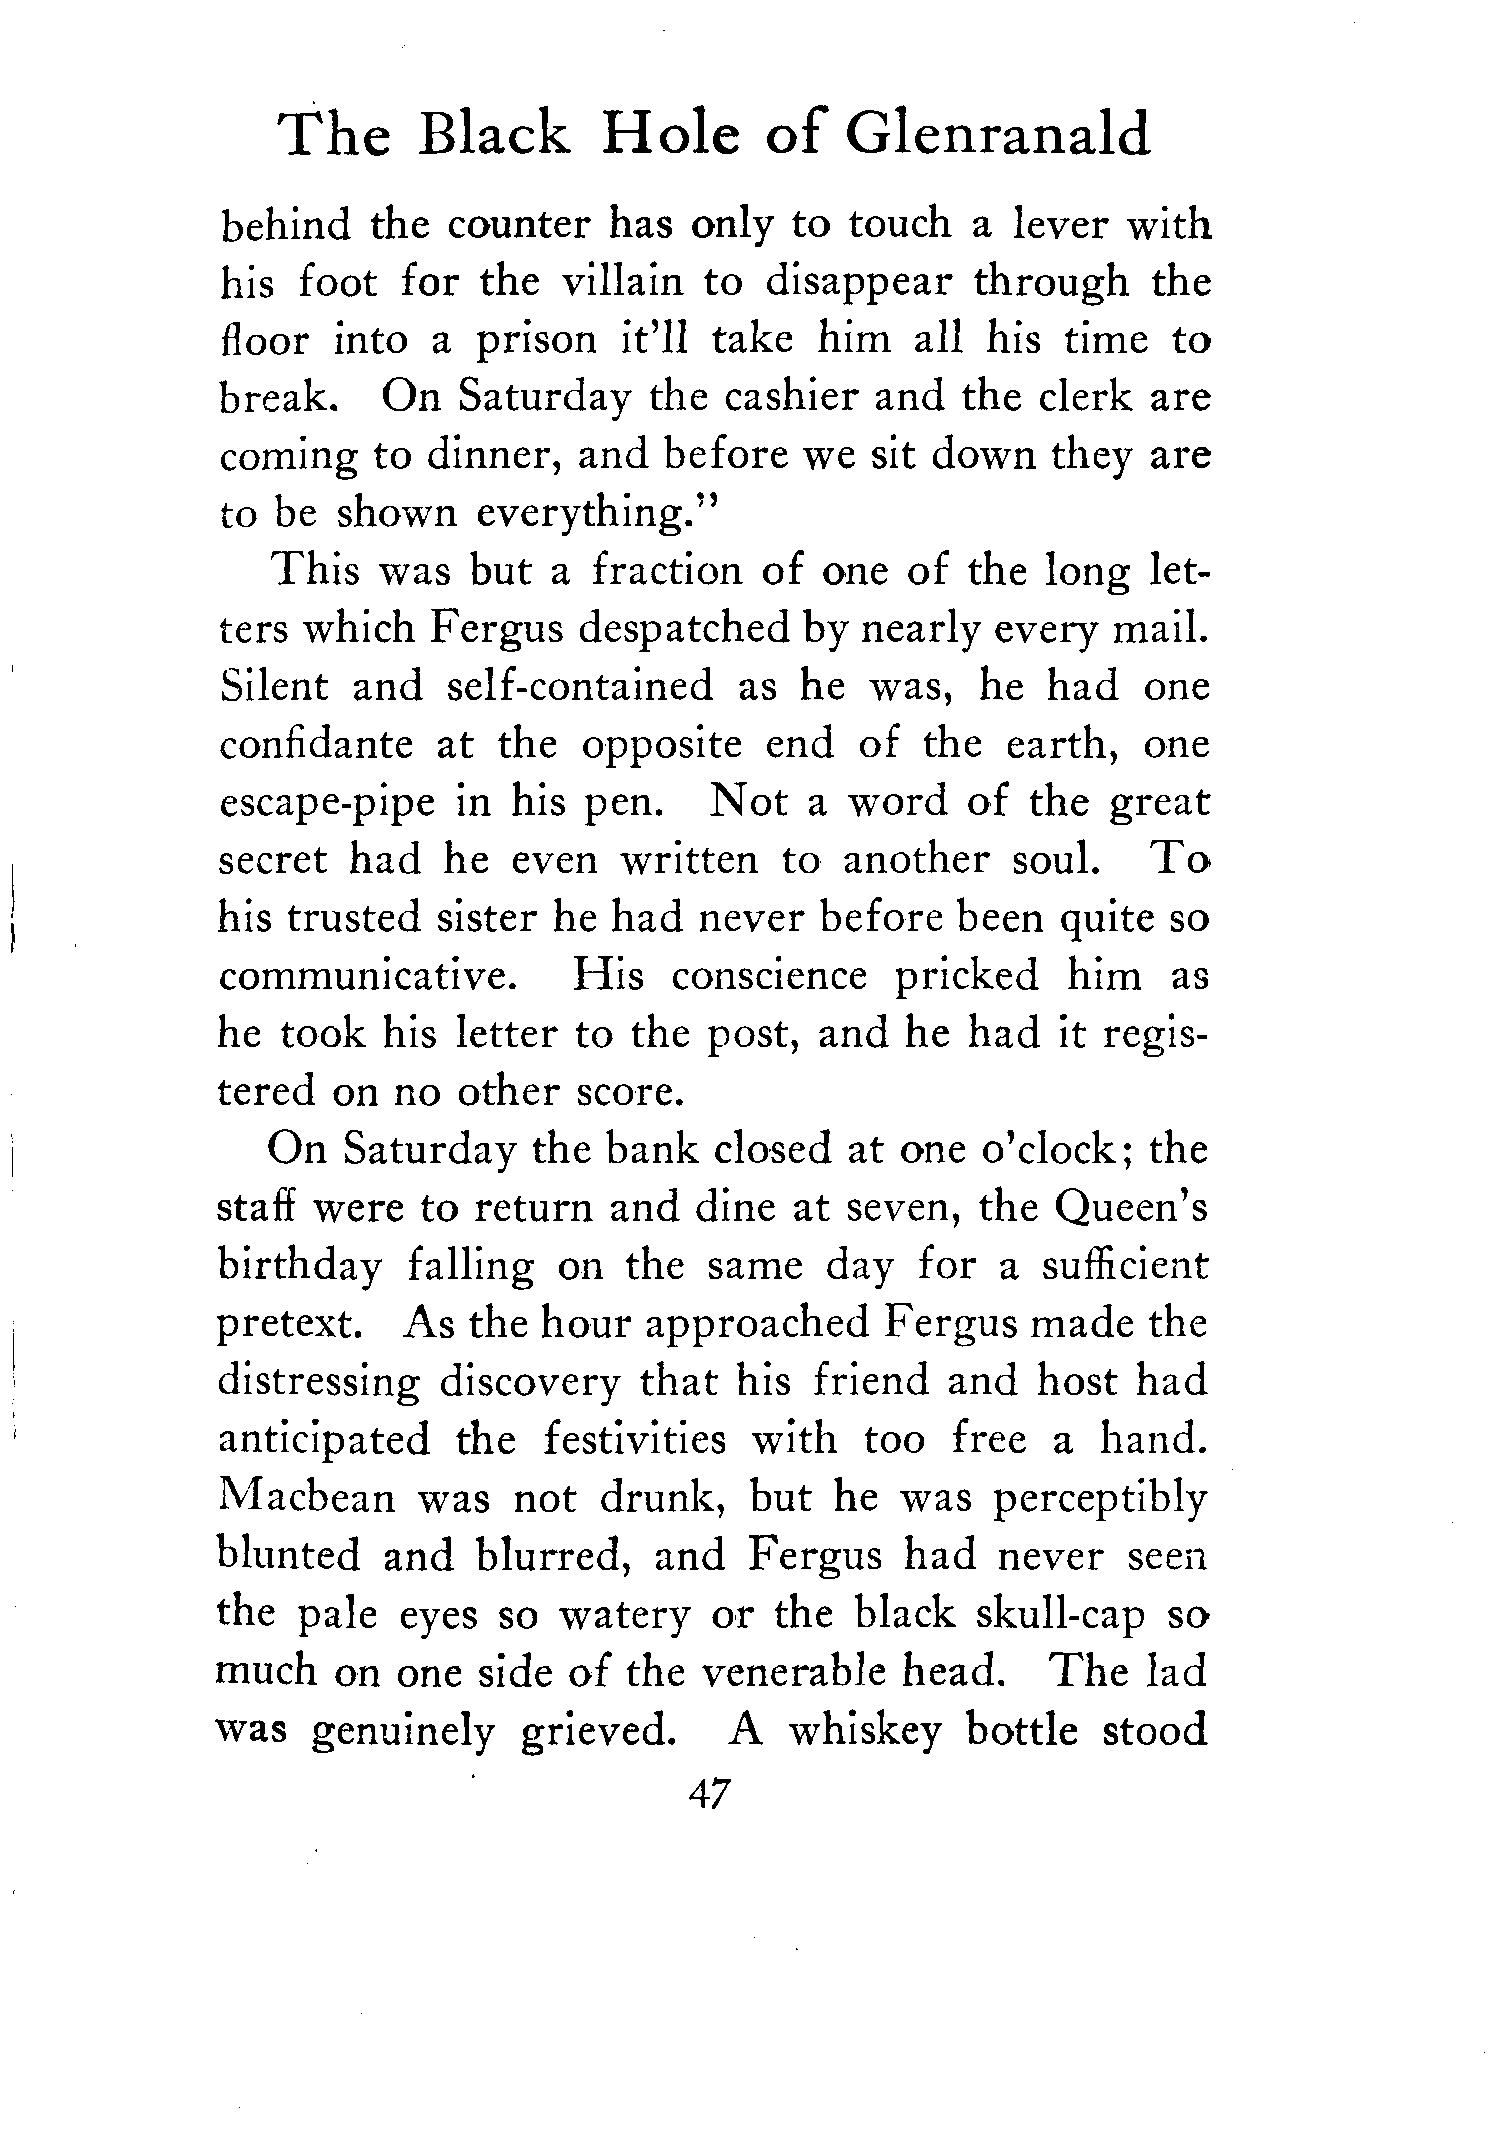 The Black Hole of Glenranald
behind the counter has only to touch a lever with
his foot for the villain to disappear through the
floor into a prison it'll take him all his time to
break. On Saturday the cashier and the clerk are
coming to dinner, and before we sit down they are
to be shown everything."
This was but a fraction of one of the long let-
ters which Fergus despatched by nearly every mail.
Silent and self-contained as he was, he had one
confidante at the opposite end of the earth, one
escape-pipe in his pen. Not a word of the great
secret had he even written to another soul. To
his trusted sister he had never before been quite so
communicative. His conscience pricked him as
he took his letter to the post, and he had it regis-
tered on no other score.
On Saturday the bank closed at one o'clock; the
staff were to return and dine at seven, the Queen's
birthday falling on the same day for a sufficient
pretext. As the hour approached Fergus made the
distressing discovery that his friend and host had
anticipated the festivities with too free a hand.
Macbean was not drunk, but he was perceptibly
blunted and blurred, and Fergus had never seen
the pale eyes so watery or the black skull-cap so
much on one side of the venerable head. The lad
was genuinely grieved. A whiskey bottle stood
47